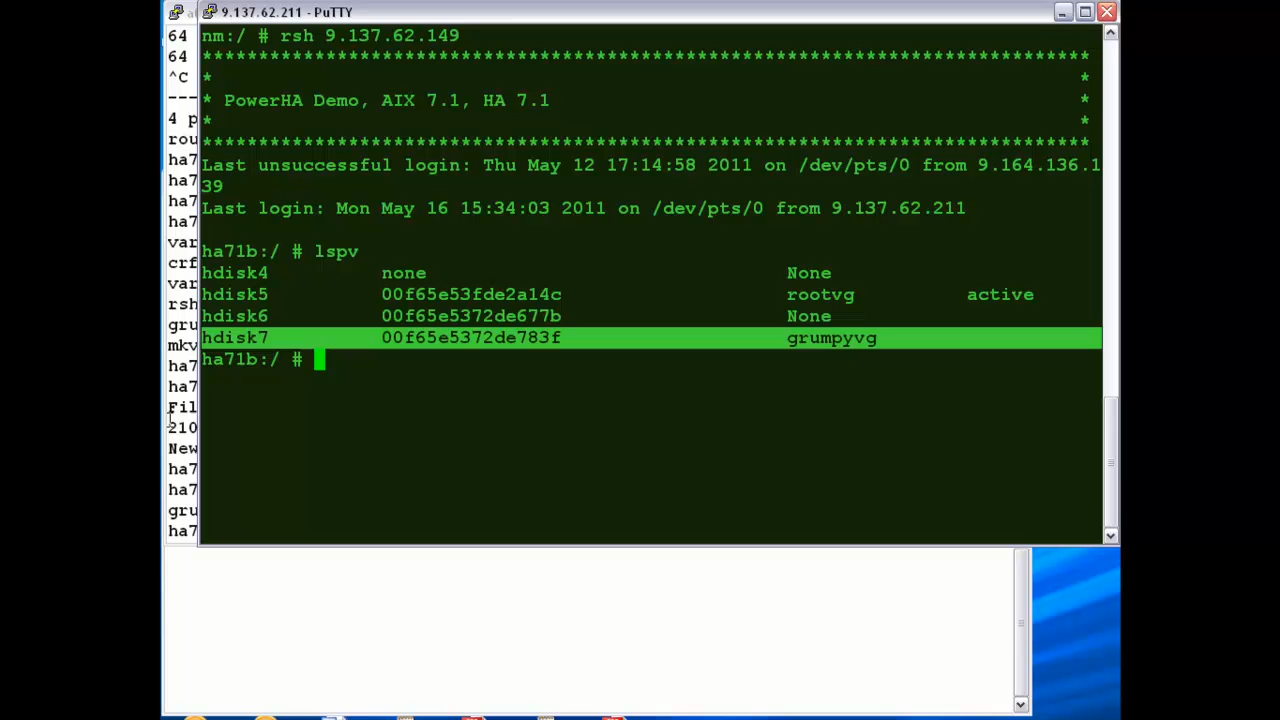 9.137.62.211 - PuTTY
nm:/ # rsh 9.137.62.149
*******************************************************************************
*                                                                             *
* PowerHA Demo, AIX 7.1, HA 7.1                                               *
*                                                                             *
*******************************************************************************
Last unsuccessful login: Thu May 12 17:14:58 2011 on /dev/pts/0 from 9.164.136.1
39
Last login: Mon May 16 15:34:03 2011 on /dev/pts/0 from 9.137.62.211
ha71b:/ # lspv
hdisk4 none None
hdisk5 00f65e53fde2a14c rootvg active
hdisk6 00f65e5372de677b None
hdisk7 00f65e5372de783f grumpyvg
ha71b:/ #
64
64
^C
---
4 p
rou
ha7
ha7
ha7
ha7
var
crf
var
rsh
gru
mkv
ha7
ha7
Fil
210
New
ha7
ha7
gru
ha7